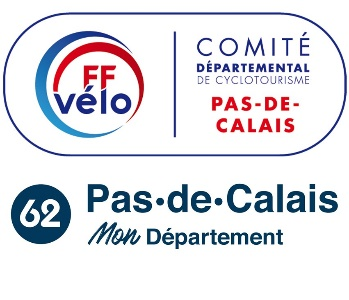 FF
vélo
COMITÉ
DÉPARTEMENTAL
DE CYCLOTOURISME
PAS-DE-
CALAIS
62
Pas•de•Calais
Mon Département